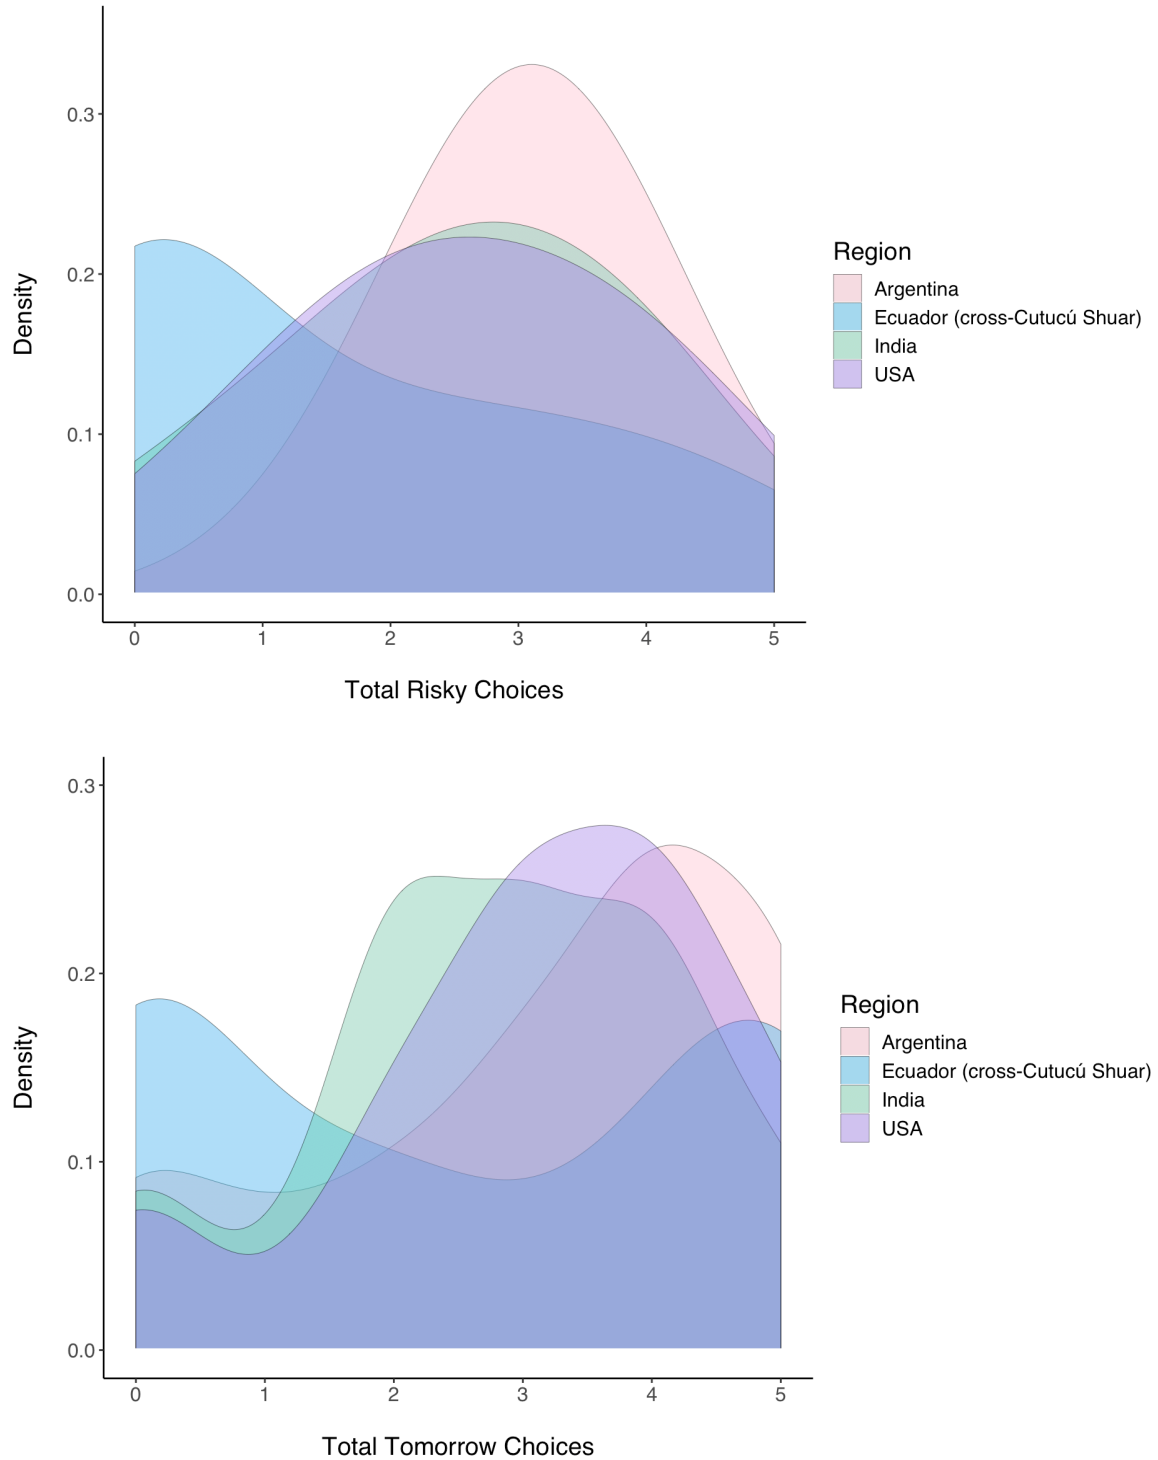 0.3
0.2
0.1
0.0
Density
0 1 2 3 4 5
Total Risky Choices
Region
Argentina
Ecuador (cross-Cutucú Shuar)
India
USA
0.3
0.2
0.1
0.0
Density
0 1 2 3 4 5
Total Tomorrow Choices
Region
Argentina
Ecuador (cross-Cutucú Shuar)
India
USA